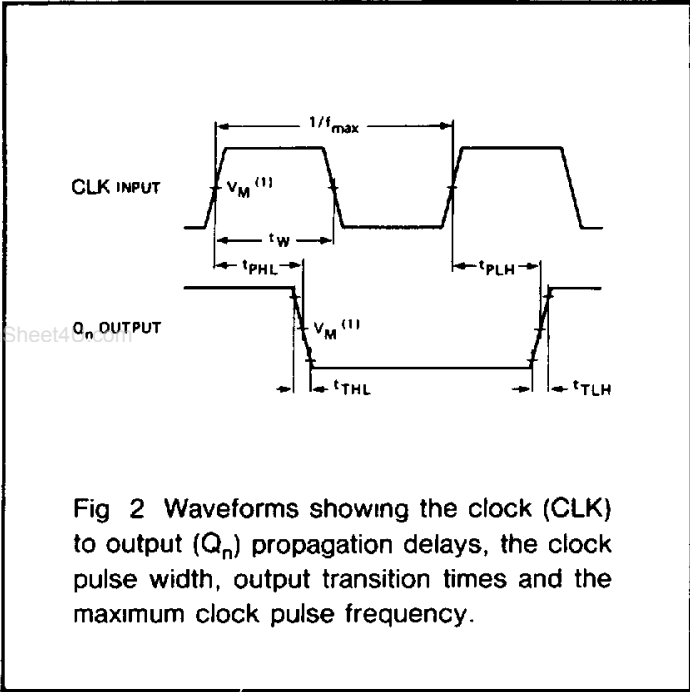 1/fmax
CLK INPUT
VM (1)
tW
tPHL
tPLH
Qn OUTPUT
VM (1)
tTHL
tTLH
Fig 2 Waveforms showing the clock (CLK)
to output (Qn) propagation delays, the clock
pulse width, output transition times and the
maximum clock pulse frequency.